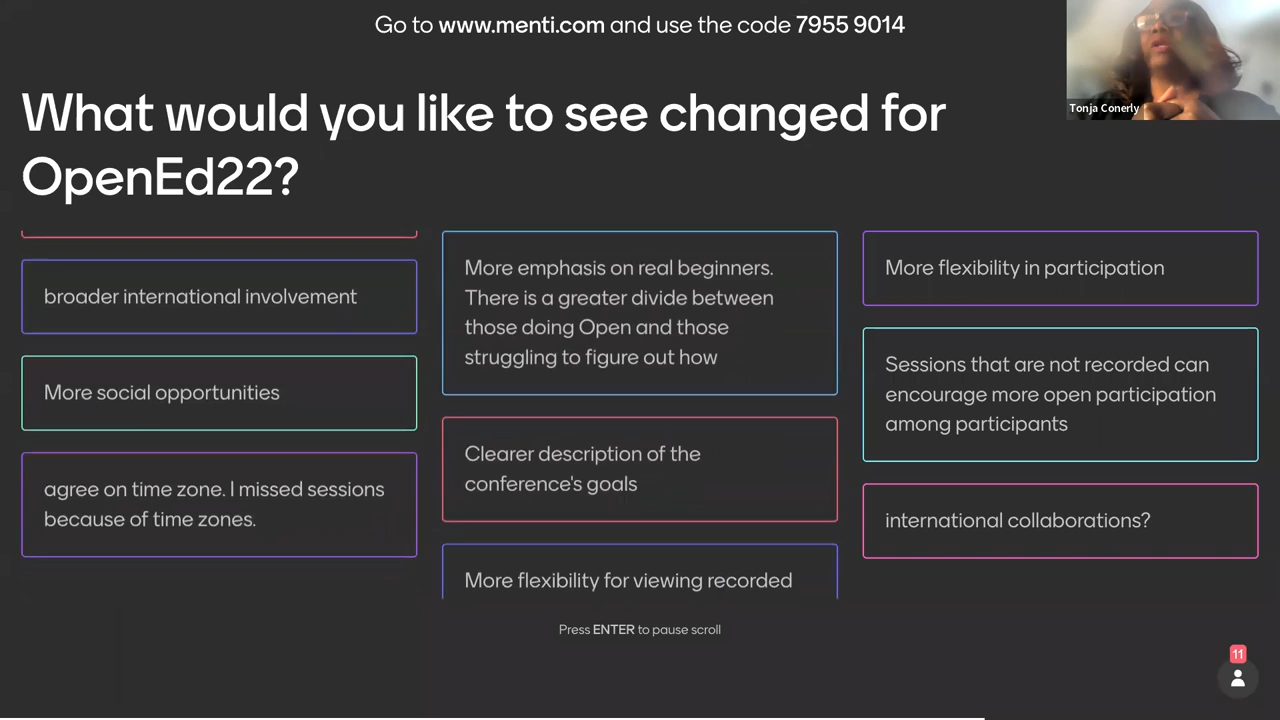 Go to www.menti.com and use the code 7955 9014
Tonja Conerly
What would you like to see changed for
OpenEd22?
broader international involvement
More social opportunities
agree on time zone. I missed sessions
because of time zones.
More emphasis on real beginners.
There is a greater divide between
those doing Open and those
struggling to figure out how
Clearer description of the
conference's goals
More flexibility for viewing recorded
More flexibility in participation
Sessions that are not recorded can
encourage more open participation
among participants
international collaborations?
Press ENTER to pause scroll
11